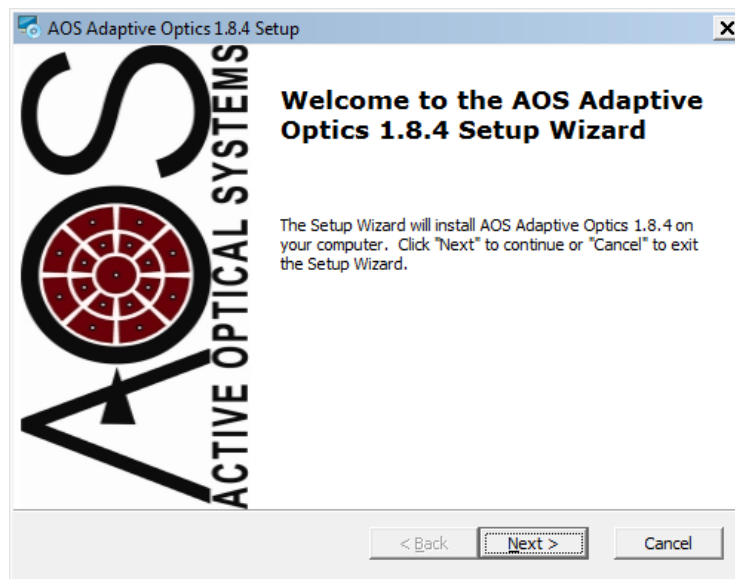 AOS Adaptive Optics 1.8.4 Setup
AOS
ACTIVE OPTICAL SYSTEMS
Welcome to the AOS Adaptive
Optics 1.8.4 Setup Wizard
The Setup Wizard will install AOS Adaptive Optics 1.8.4 on
your computer. Click "Next" to continue or "Cancel" to exit
the Setup Wizard.
< Back
Next >
Cancel